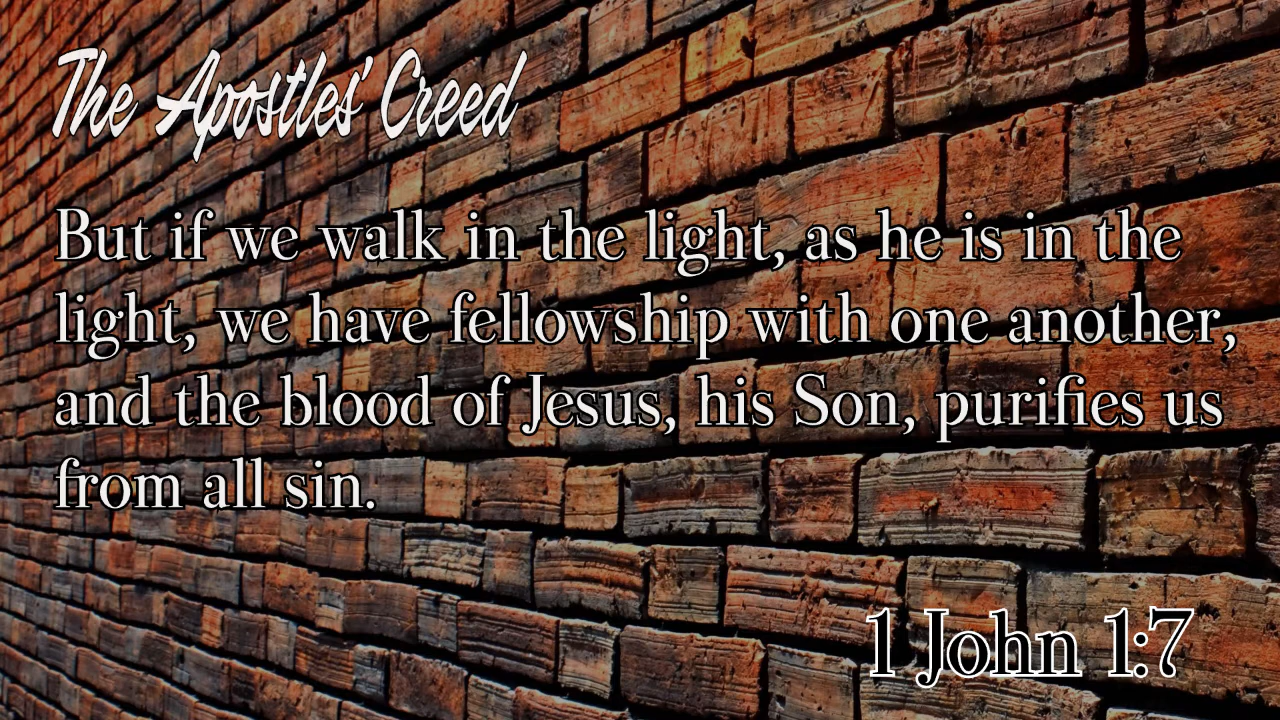 The Apostles' Creed
But if we walk in the light, as he is in the
light, we have fellowship with one another,
and the blood of Jesus, his Son, purifies us
from all sin.
1 John 1:7